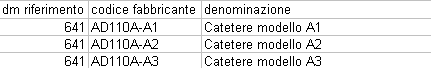 dm riferimento codice fabbricante denominazione
641 AD110A-A1 Catetere modello A1
641 AD110A-A2 Catetere modello A2
641 AD110A-A3 Catetere modello A3